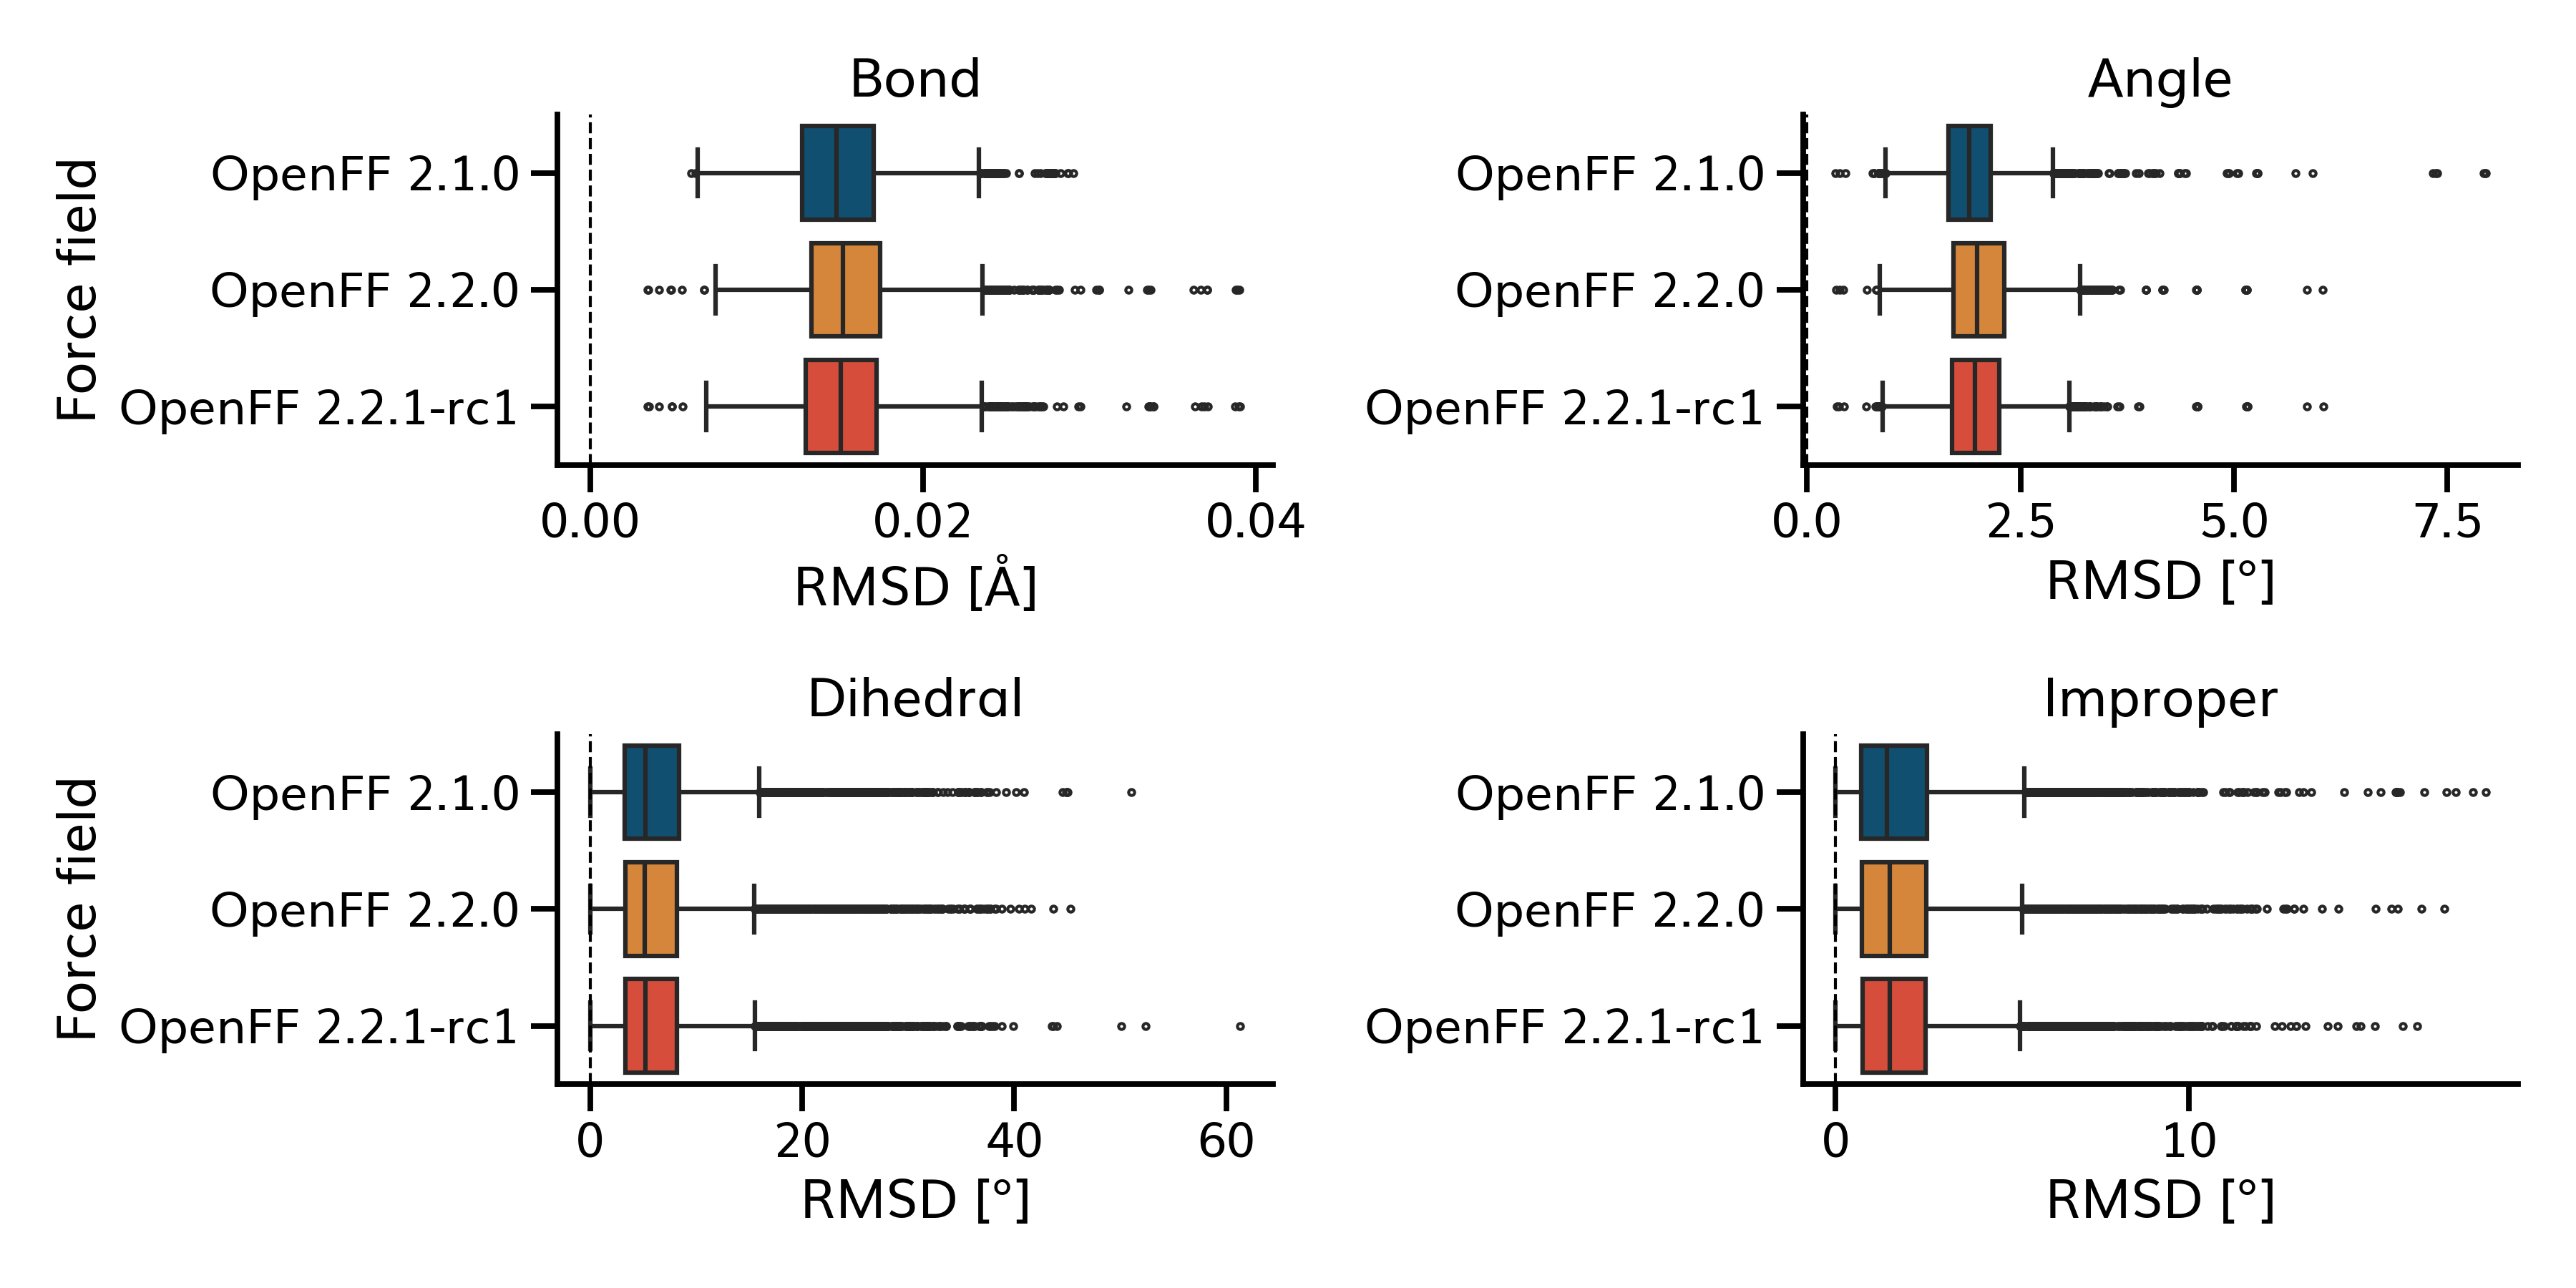 Bond
Force field
OpenFF 2.1.0
OpenFF 2.2.0
OpenFF 2.2.1-rc1
0.00 0.02 0.04
RMSD [Å]
Angle
OpenFF 2.1.0
OpenFF 2.2.0
OpenFF 2.2.1-rc1
0.0 2.5 5.0 7.5
RMSD [°]
Dihedral
Force field
OpenFF 2.1.0
OpenFF 2.2.0
OpenFF 2.2.1-rc1
0 20 40 60
RMSD [°]
Improper
OpenFF 2.1.0
OpenFF 2.2.0
OpenFF 2.2.1-rc1
0 10
RMSD [°]